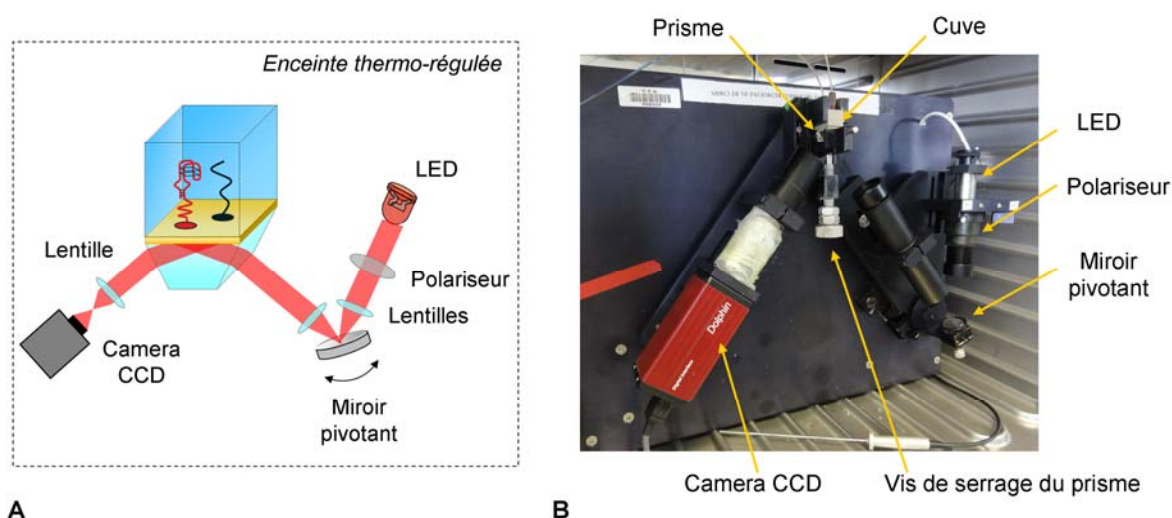 Enceinte thermo-régulée
LED
Lentille
Polariseur
Lentilles
Camera
CCD
Miroir
pivotant
A
Prisme
Cuve
LED
Polariseur
Miroir
pivotant
Dolphin
Camera CCD
Vis de serrage du prisme
B